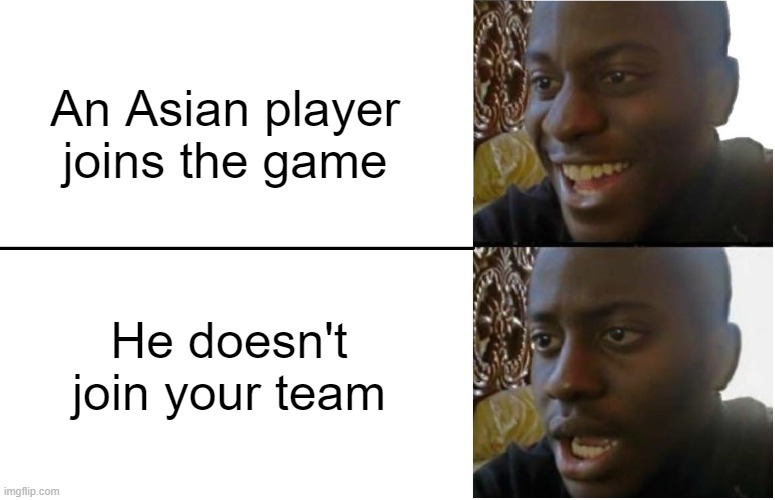 An Asian player
joins the game
He doesn't
join your team
imgflip.com